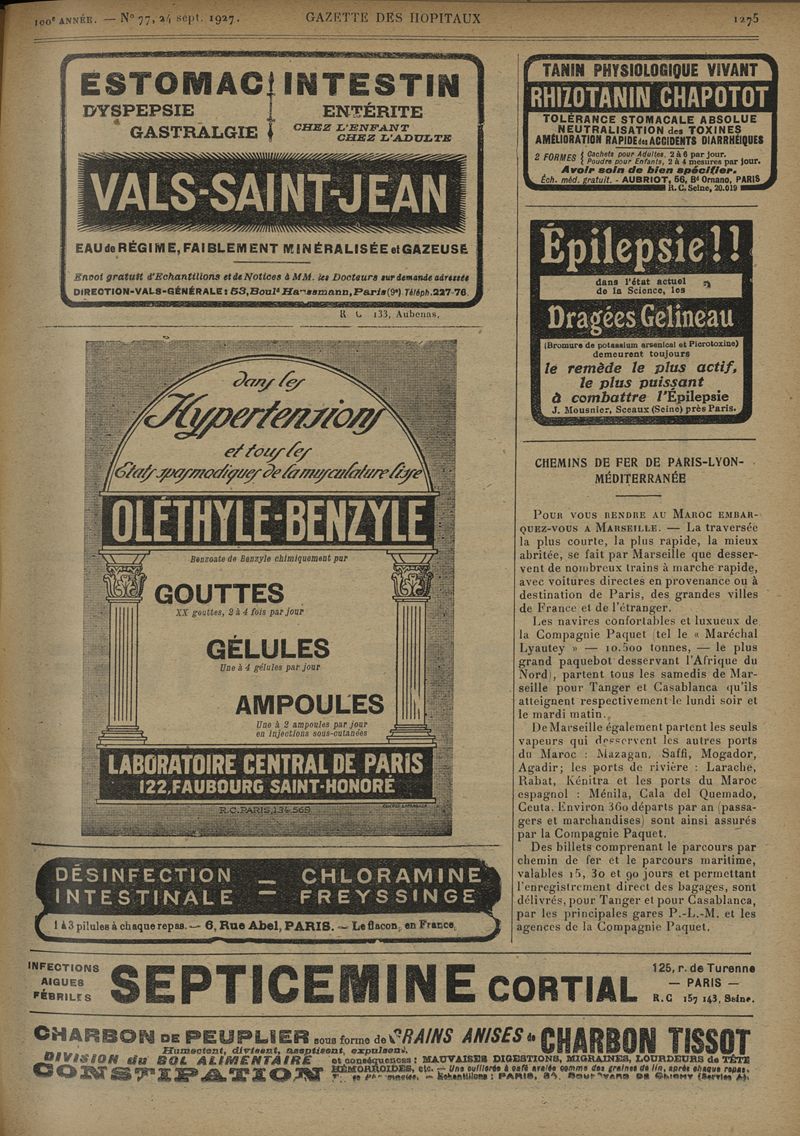 100e ANNÉE. — N° 77, 24 sept. 1927.
GAZETTE DES HOPITAUX
1275
ESTOMAC INTESTIN
DYSPEPSIE
GASTRALGIE
ENTÉRITE
CHEZ L'ENFANT
CHEZ L'ADULTE
VALS-SAINT-JEAN
EAU de RÉGIME, FAIBLEMENT MINÉRALISÉE et GAZEUSE
Envoi gratuit d'Echantillons et de Notices à MM. les Docteurs sur demande adressée
DIRECTION-VALS-GÉNÉRALE: 53, Bould Haussmann, Paris (9e) Téléph. 227-76.
R C 133, Aubenas.
dans les
Hypertensions
et tous les
États spasmodiques de la musculature lisse
OLÉTHYLE-BENZYLE
Benzoate de Benzyle chimiquement pur
GOUTTES
XX gouttes, 2 à 4 fois par jour
GÉLULES
Une à 4 gélules par jour
AMPOULES
Une à 2 ampoules par jour
en injections sous-cutanées
LABORATOIRE CENTRAL DE PARIS
122, FAUBOURG SAINT-HONORÉ
R.C. PARIS, 134.565
DÉSINFECTION — CHLORAMINE
INTESTINALE — FREYSSINGE
1 à 3 pilules à chaque repas. — 6, Rue Abel, PARIS. — Le flacon, en France,
TANIN PHYSIOLOGIQUE VIVANT
RHIZOTANIN CHAPOTOT
TOLÉRANCE STOMACALE ABSOLUE
NEUTRALISATION des TOXINES
AMÉLIORATION RAPIDE des ACCIDENTS DIARRHÉIQUES
2 FORMES { Cachets pour Adultes, 2 à 6 par jour.
Poudre pour Enfants, 2 à 4 mesures par jour.
Avoir soin de bien spécifier.
Éch. méd. gratuit. - AUBRIOT, 56, Bd Ornano, PARIS
R. C. Seine, 20.019
Épilepsie!!
dans l'état actuel
de la Science, les
Dragées Gelineau
(Bromure de potassium arsenical et Picrotoxine)
demeurent toujours
le remède le plus actif,
le plus puissant
à combattre l'Épilepsie
J. Mousnier, Sceaux (Seine) près Paris.
CHEMINS DE FER DE PARIS-LYON-
MÉDITERRANÉE
POUR VOUS RENDRE AU MAROC EMBAR-
QUEZ-VOUS A MARSEILLE. — La traversée
la plus courte, la plus rapide, la mieux
abritée, se fait par Marseille que desser-
vent de nombreux trains à marche rapide,
avec voitures directes en provenance ou à
destination de Paris, des grandes villes
de France et de l'étranger.
Les navires confortables et luxueux de
la Compagnie Paquet (tel le « Maréchal
Lyautey » — 10.500 tonnes, — le plus
grand paquebot desservant l'Afrique du
Nord), partent tous les samedis de Mar-
seille pour Tanger et Casablanca qu'ils
atteignent respectivement le lundi soir et
le mardi matin.
De Marseille également partent les seuls
vapeurs qui desservent les autres ports
du Maroc : Mazagan, Saffi, Mogador,
Agadir; les ports de rivière : Larache,
Rabat, Kénitra et les ports du Maroc
espagnol : Ménila, Cala del Quemado,
Ceuta. Environ 360 départs par an (passa-
gers et marchandises) sont ainsi assurés
par la Compagnie Paquet.
Des billets comprenant le parcours par
chemin de fer et le parcours maritime,
valables 15, 30 et 90 jours et permettant
l'enregistrement direct des bagages, sont
délivrés, pour Tanger et pour Casablanca,
par les principales gares P.-L.-M. et les
agences de la Compagnie Paquet.
INFECTIONS
AIGUES
FÉBRILES
SEPTICEMINE CORTIAL
125, r. de Turenne
— PARIS —
R.C 157 143, Seine.
CHARBON DE PEUPLIER sous forme de GRAINS ANISES de CHARBON TISSOT
Humectent, divisent, aseptisent, expulsent.
DIVISION du BOL ALIMENTAIRE et conséquences: MAUVAISES DIGESTIONS, MIGRAINES, LOURDEURS de TÊTE
CONSTIPATION HÉMORROIDES, etc. — Une cuillerée à café avalée comme des graines de lin, après chaque repas.
Echantillons: PARIS, 34, Boulevard DE CLICHY (Service A).